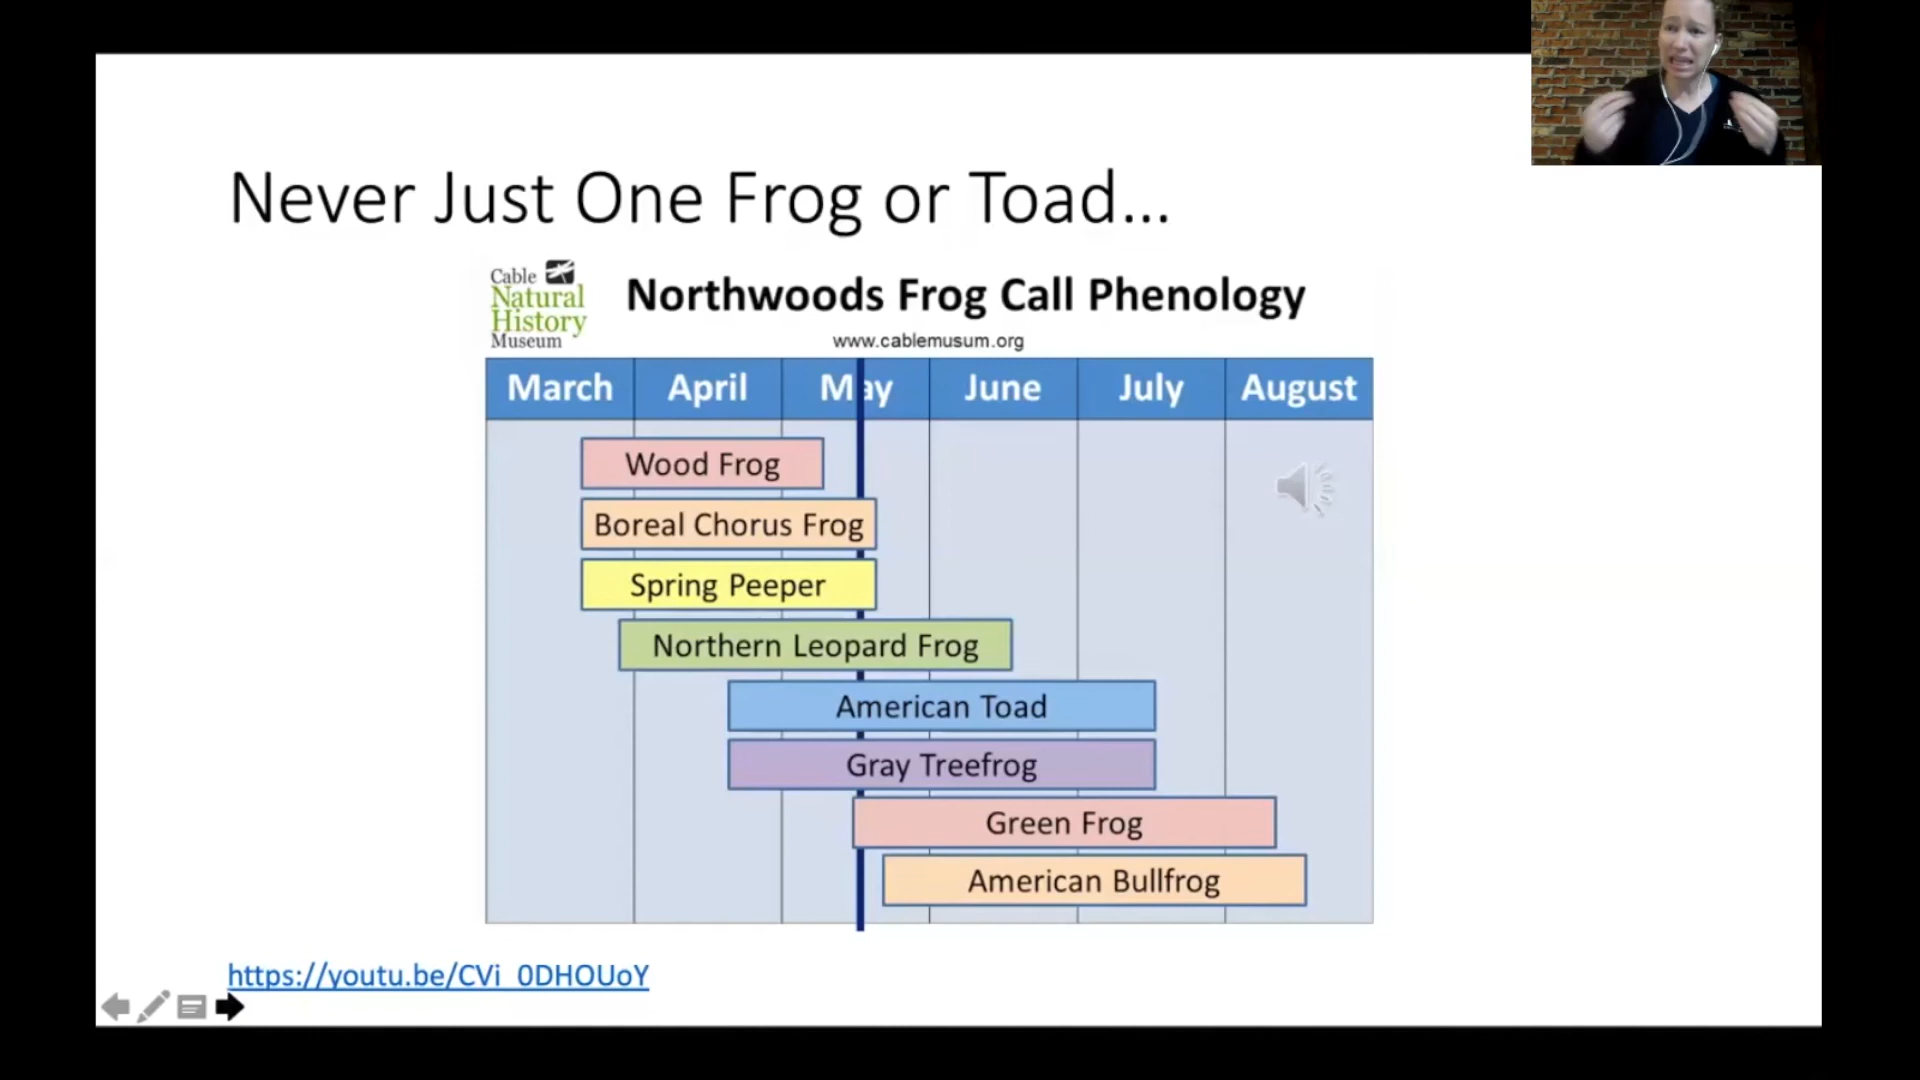 Never Just One Frog or Toad...
Cable
Natural
History
Museum
Northwoods Frog Call Phenology
www.cablemusum.org
March April May June July August
Wood Frog
Boreal Chorus Frog
Spring Peeper
Northern Leopard Frog
American Toad
Gray Treefrog
Green Frog
American Bullfrog
https://youtu.be/CVi_0DHOUoY